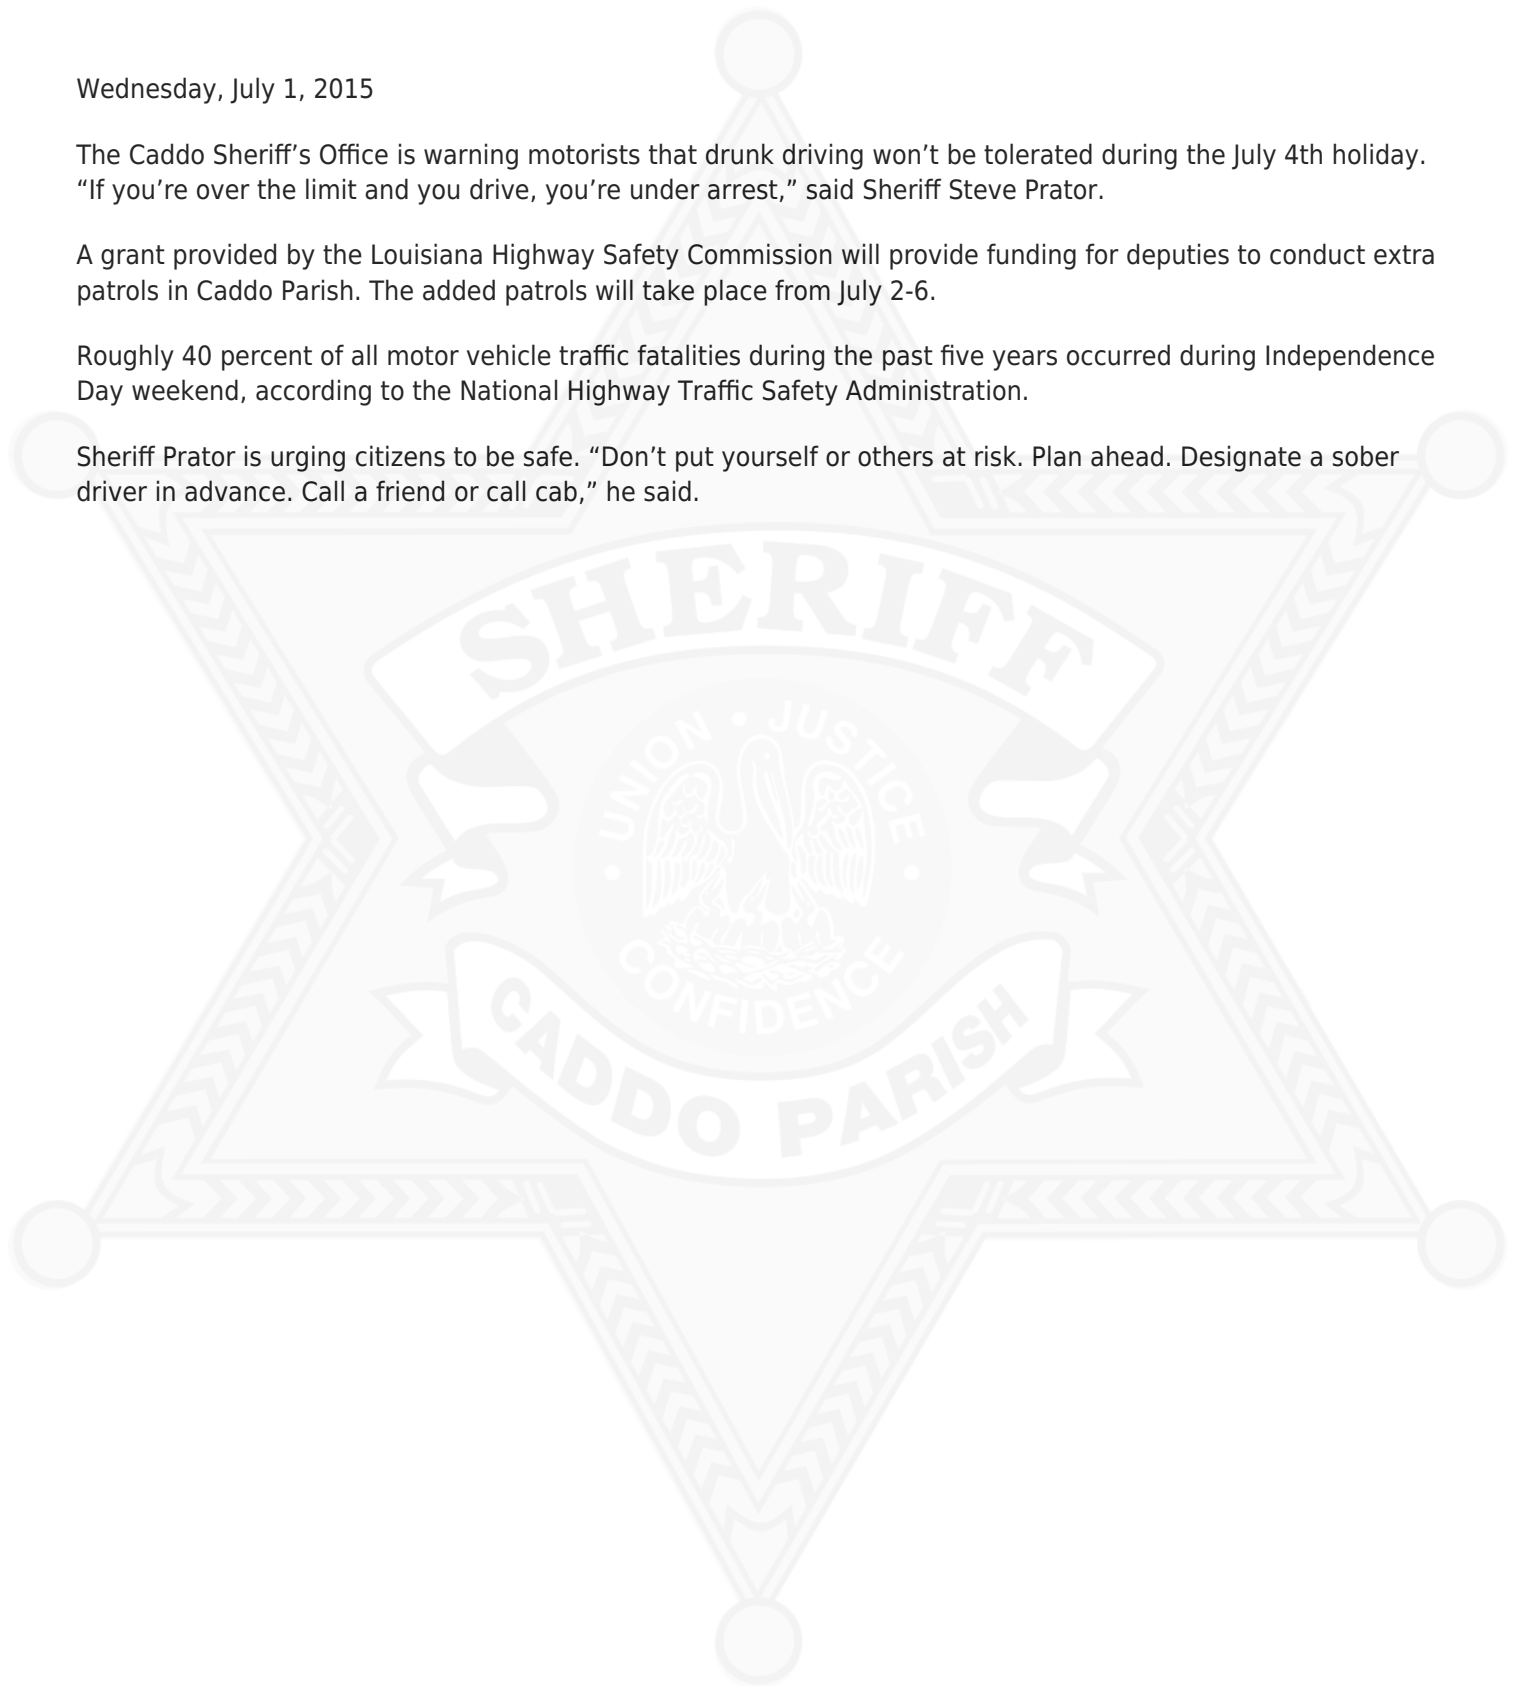 Wednesday, July 1, 2015
The Caddo Sheriff’s Office is warning motorists that drunk driving won’t be tolerated during the July 4th holiday.
“If you’re over the limit and you drive, you’re under arrest,” said Sheriff Steve Prator.
A grant provided by the Louisiana Highway Safety Commission will provide funding for deputies to conduct extra
patrols in Caddo Parish. The added patrols will take place from July 2-6.
Roughly 40 percent of all motor vehicle traffic fatalities during the past five years occurred during Independence
Day weekend, according to the National Highway Traffic Safety Administration.
Sheriff Prator is urging citizens to be safe. “Don’t put yourself or others at risk. Plan ahead. Designate a sober
driver in advance. Call a friend or call cab,” he said.
SHERIFF
UNION • JUSTICE
• CONFIDENCE •
CADDO PARISH